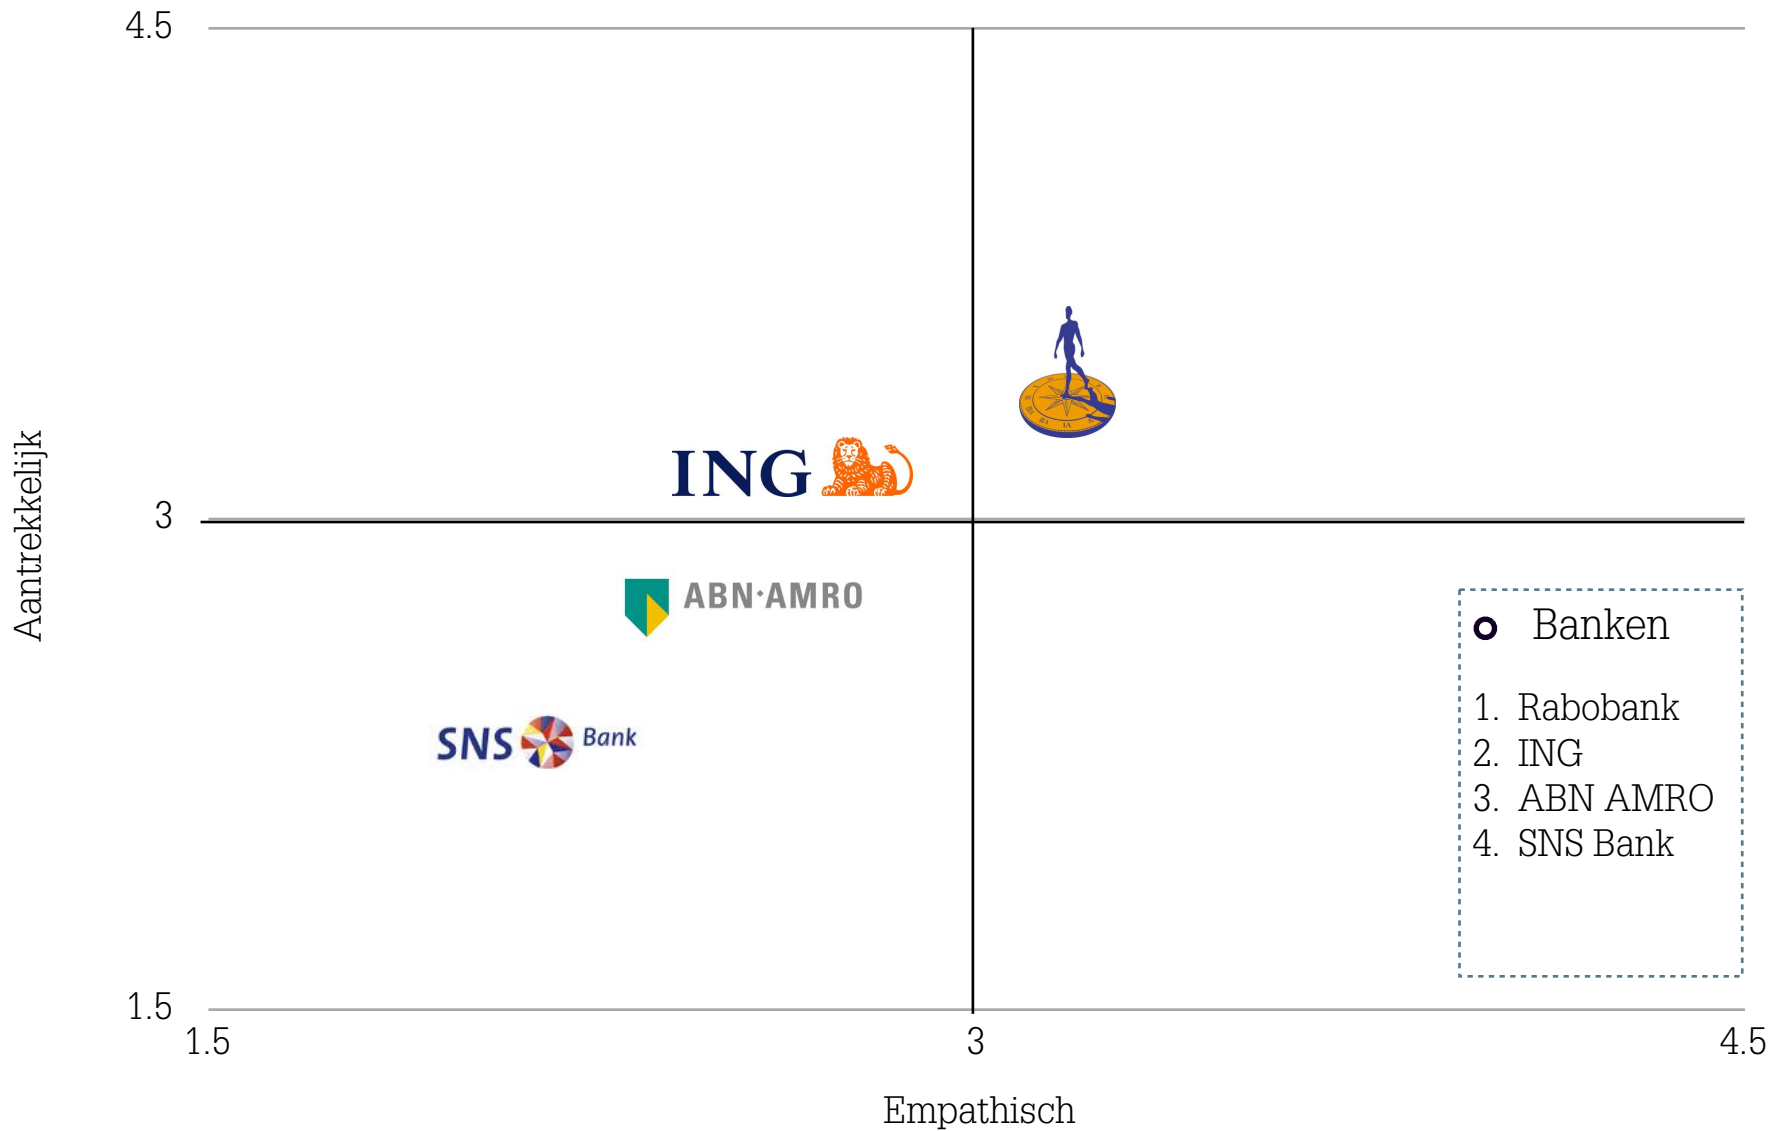 4.5
ING
Aantrekkelijk
3
ABN·AMRO
SNS Bank
Banken
1. Rabobank
2. ING
3. ABN AMRO
4. SNS Bank
1.5
1.5 3 4.5
Empathisch